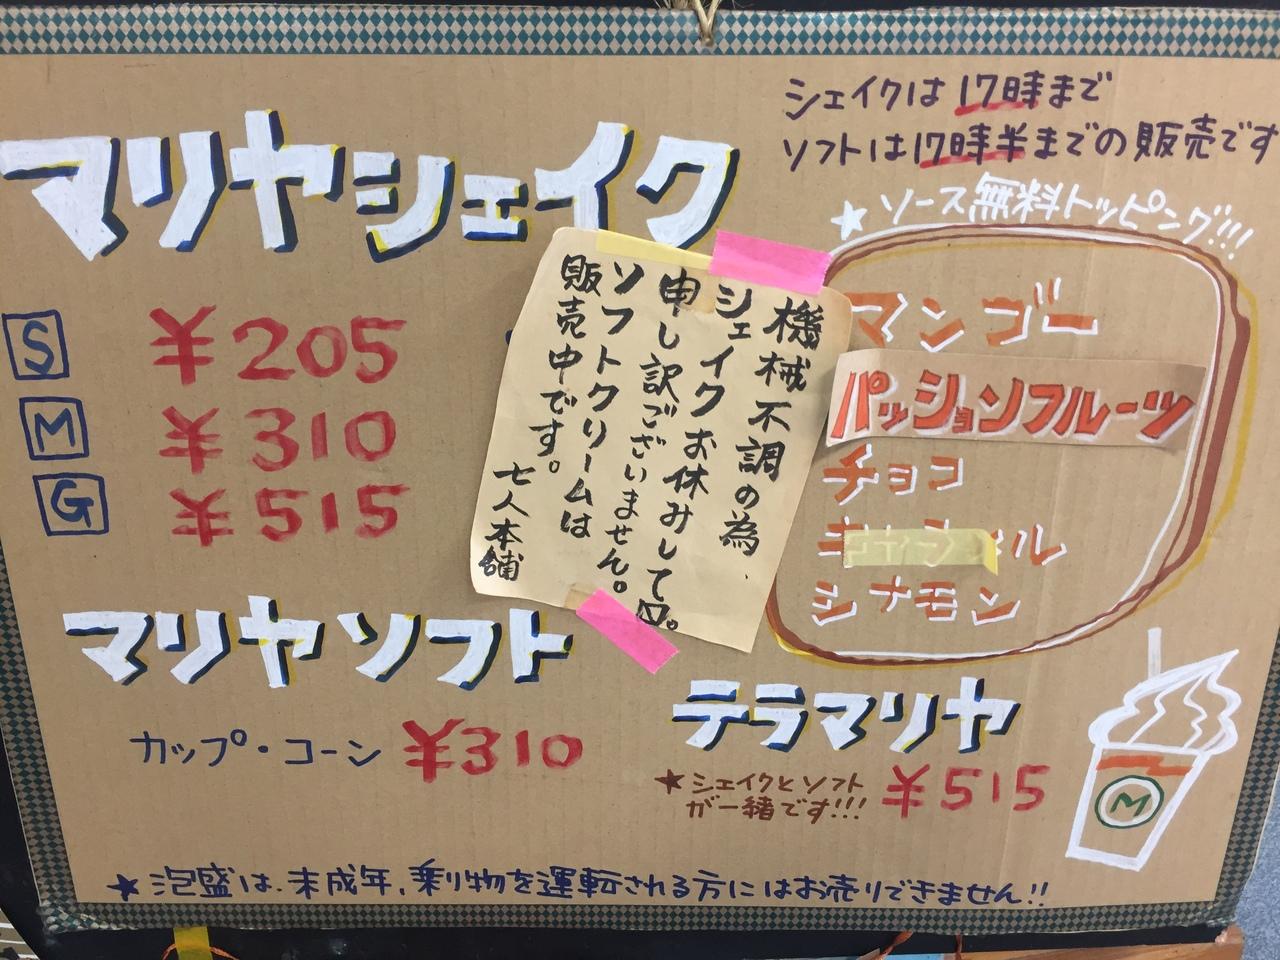 シェイクは17時まで
ソフトは17時半までの販売です
マリヤシェイク
S ¥205
M ¥310
G ¥515
機械不調の為、
シェイクお休みして〼。
申し訳ございません。
ソフトクリームは
販売中です。
七人本舗
★ソース無料トッピング!!!
マンゴー
パッションフルーツ
チョコ
シナモン
マリヤソフト
カップ・コーン ¥310
テラマリヤ
★シェイクとソフト
が一緒です!!! ¥515
M
★泡盛は、未成年、乗り物を運転される方にはお売りできません!!